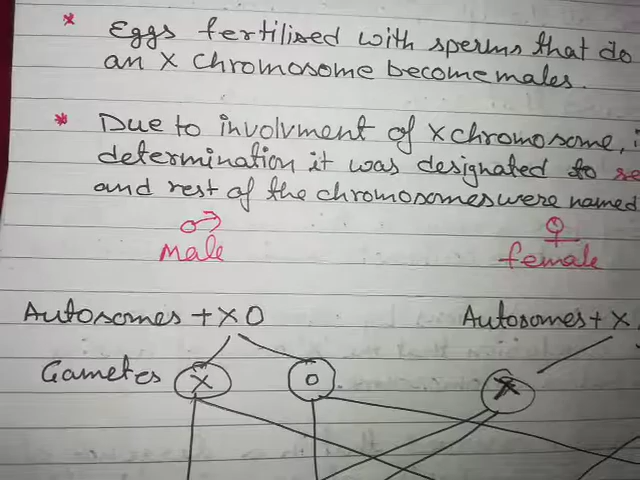 * Eggs fertilised with sperms that do
an X chromosome become males.
* Due to involvment of X chromosome,
determination it was designated to se
and rest of the chromosomes were named
♂ ♀
male female
Autosomes + XO Autosomes + X
Gametes X O X